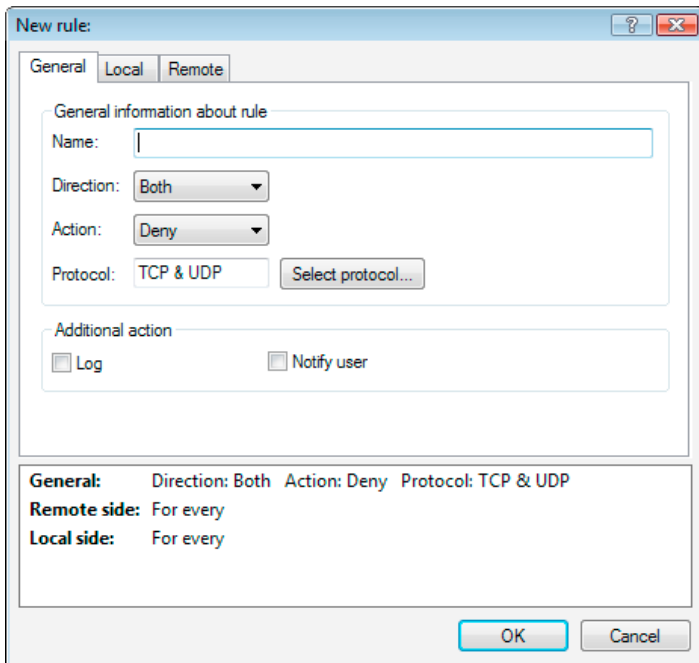 New rule:
General Local Remote
General information about rule
Name:
Direction: Both
Action: Deny
Protocol: TCP & UDP Select protocol...
Additional action
Log Notify user
General: Direction: Both Action: Deny Protocol: TCP & UDP
Remote side: For every
Local side: For every
OK Cancel